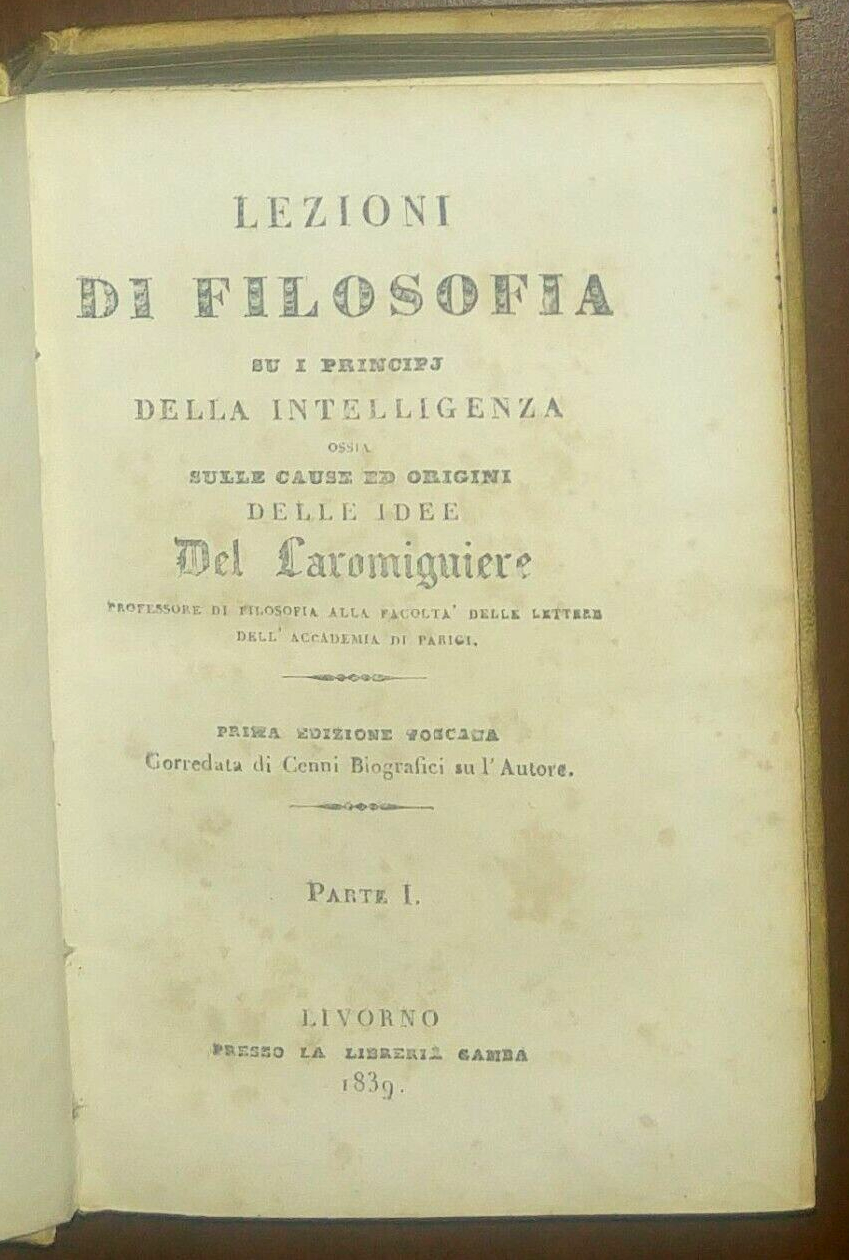 LEZIONI
DI FILOSOFIA
SU I PRINCIPJ
DELLA INTELLIGENZA
OSSIA
SULLE CAUSE ED ORIGINI
DELLE IDEE
Del Laromiguiere
PROFESSORE DI FILOSOFIA ALLA FACOLTA' DELLE LETTERE
DELL' ACCADEMIA DI PARIGI.
PRIMA EDIZIONE TOSCANA
Corredata di Cenni Biografici su l'Autore.
PARTE I.
LIVORNO
PRESSO LA LIBRERIA GAMBA
1839.